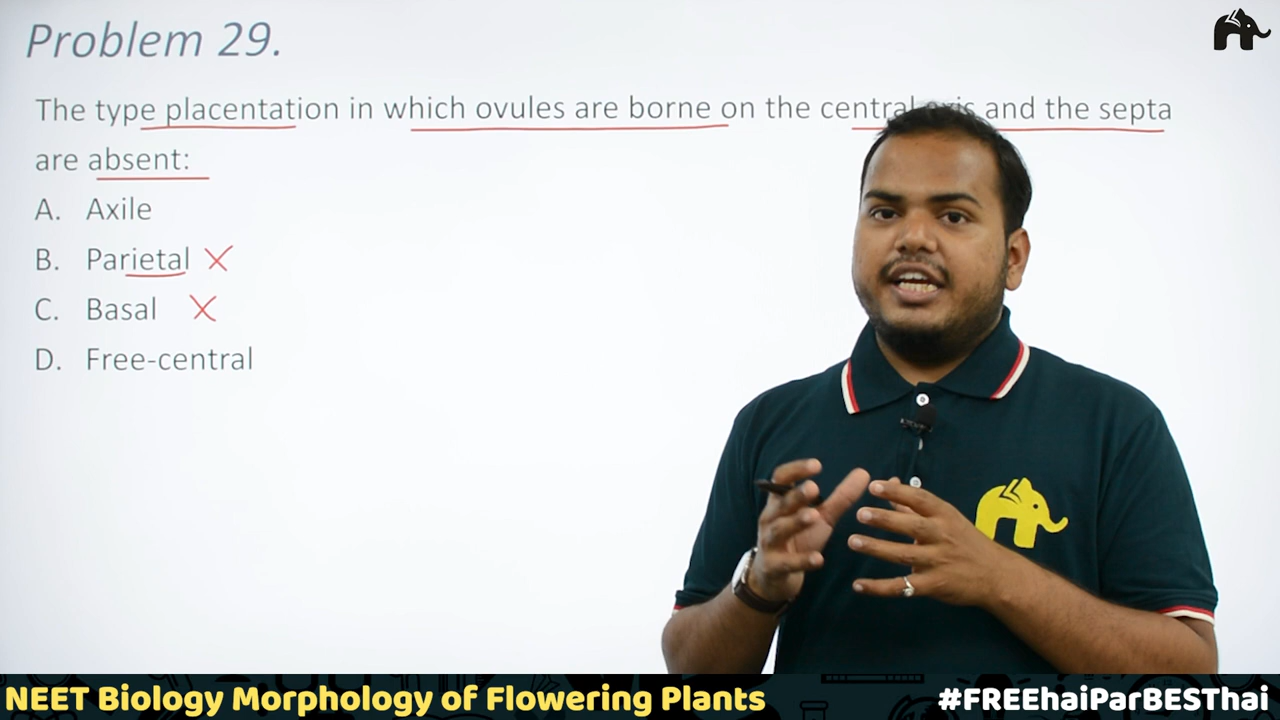 Problem 29.
The type placentation in which ovules are borne on the central axis and the septa
are absent:
A. Axile
B. Parietal
C. Basal
D. Free-central
NEET Biology Morphology of Flowering Plants
#FREEhaiParBESThai